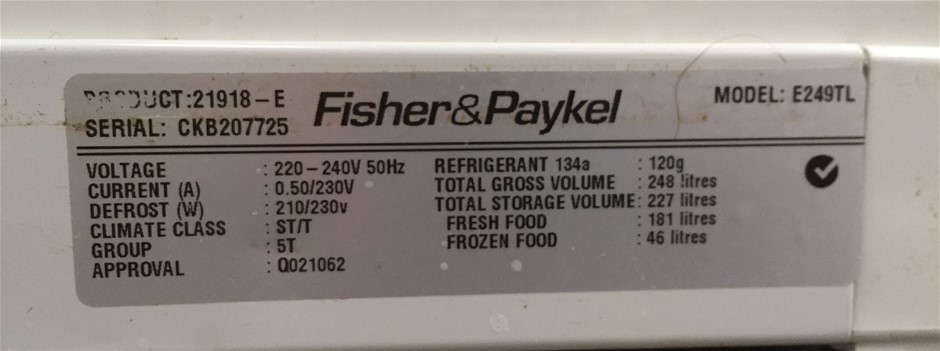 PRODUCT:21918-E
SERIAL: CKB207725
Fisher&Paykel
MODEL: E249TL
VOLTAGE : 220-240V 50Hz
CURRENT (A) : 0.50/230V
DEFROST (W) : 210/230v
CLIMATE CLASS : ST/T
GROUP : 5T
APPROVAL : Q021062
REFRIGERANT 134a : 120g
TOTAL GROSS VOLUME : 248 litres
TOTAL STORAGE VOLUME: 227 litres
FRESH FOOD : 181 litres
FROZEN FOOD : 46 litres